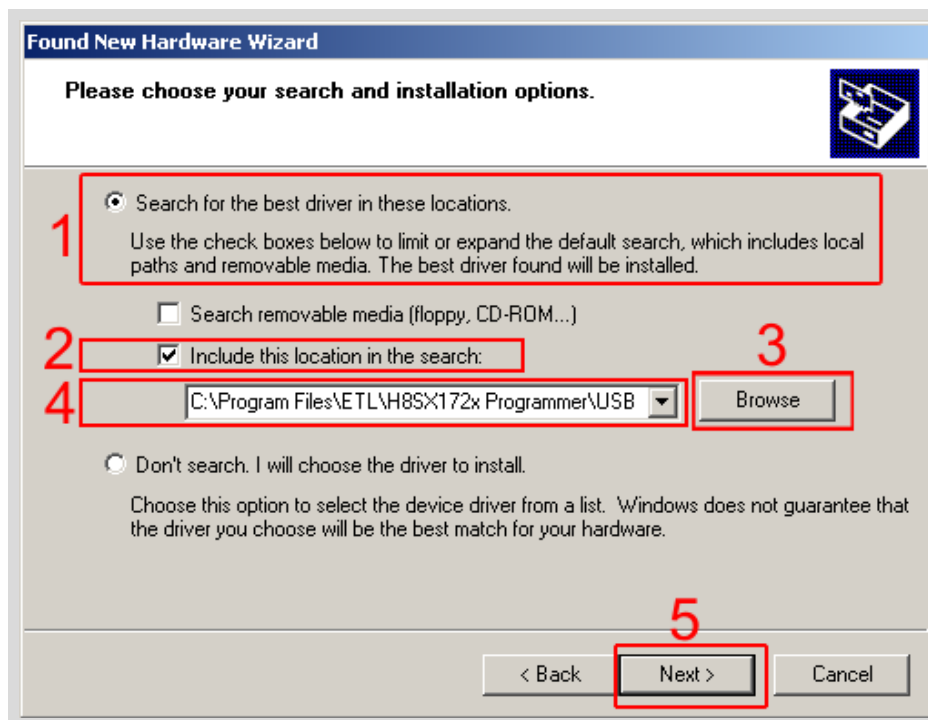 Found New Hardware Wizard
Please choose your search and installation options.
1
Search for the best driver in these locations.
Use the check boxes below to limit or expand the default search, which includes local
paths and removable media. The best driver found will be installed.
Search removable media (floppy, CD-ROM...)
2
Include this location in the search:
3
4
C:\Program Files\ETL\H8SX172x Programmer\USB
Browse
Don't search. I will choose the driver to install.
Choose this option to select the device driver from a list. Windows does not guarantee that
the driver you choose will be the best match for your hardware.
5
< Back
Next >
Cancel